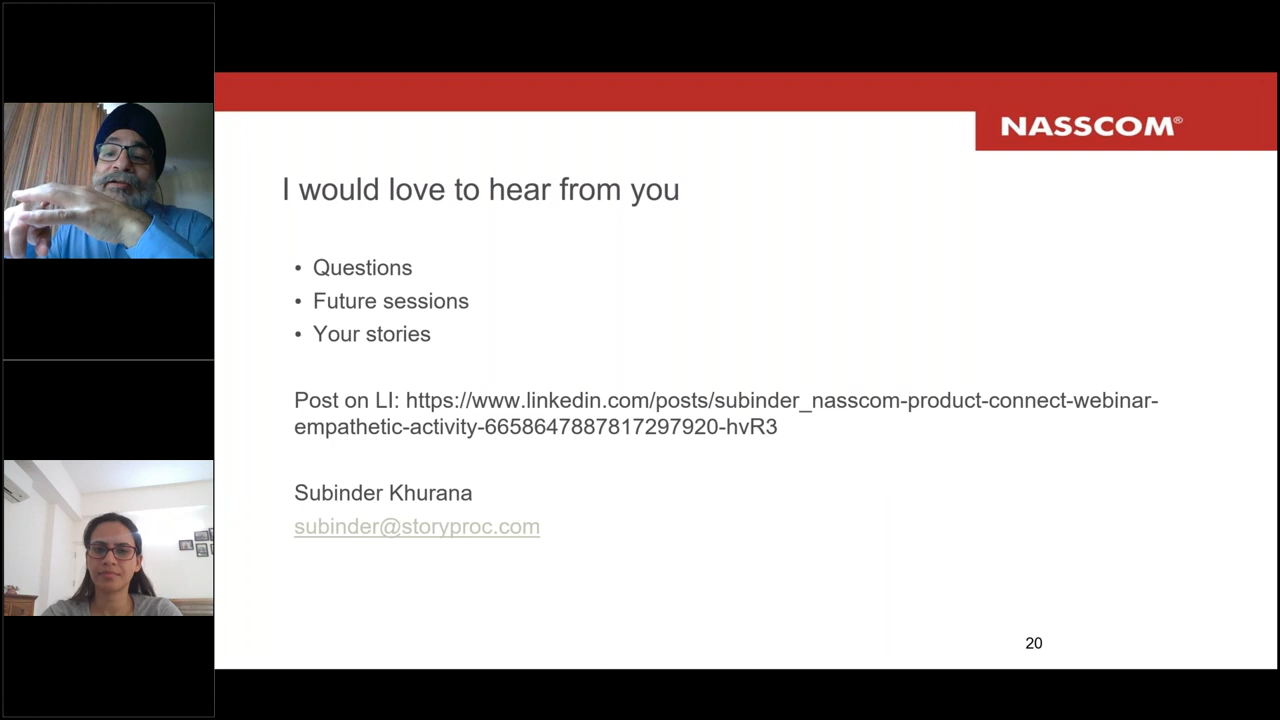 NASSCOM®
I would love to hear from you
• Questions
• Future sessions
• Your stories
Post on LI: https://www.linkedin.com/posts/subinder_nasscom-product-connect-webinar-
empathetic-activity-6658647887817297920-hvR3
Subinder Khurana
subinder@storyproc.com
20